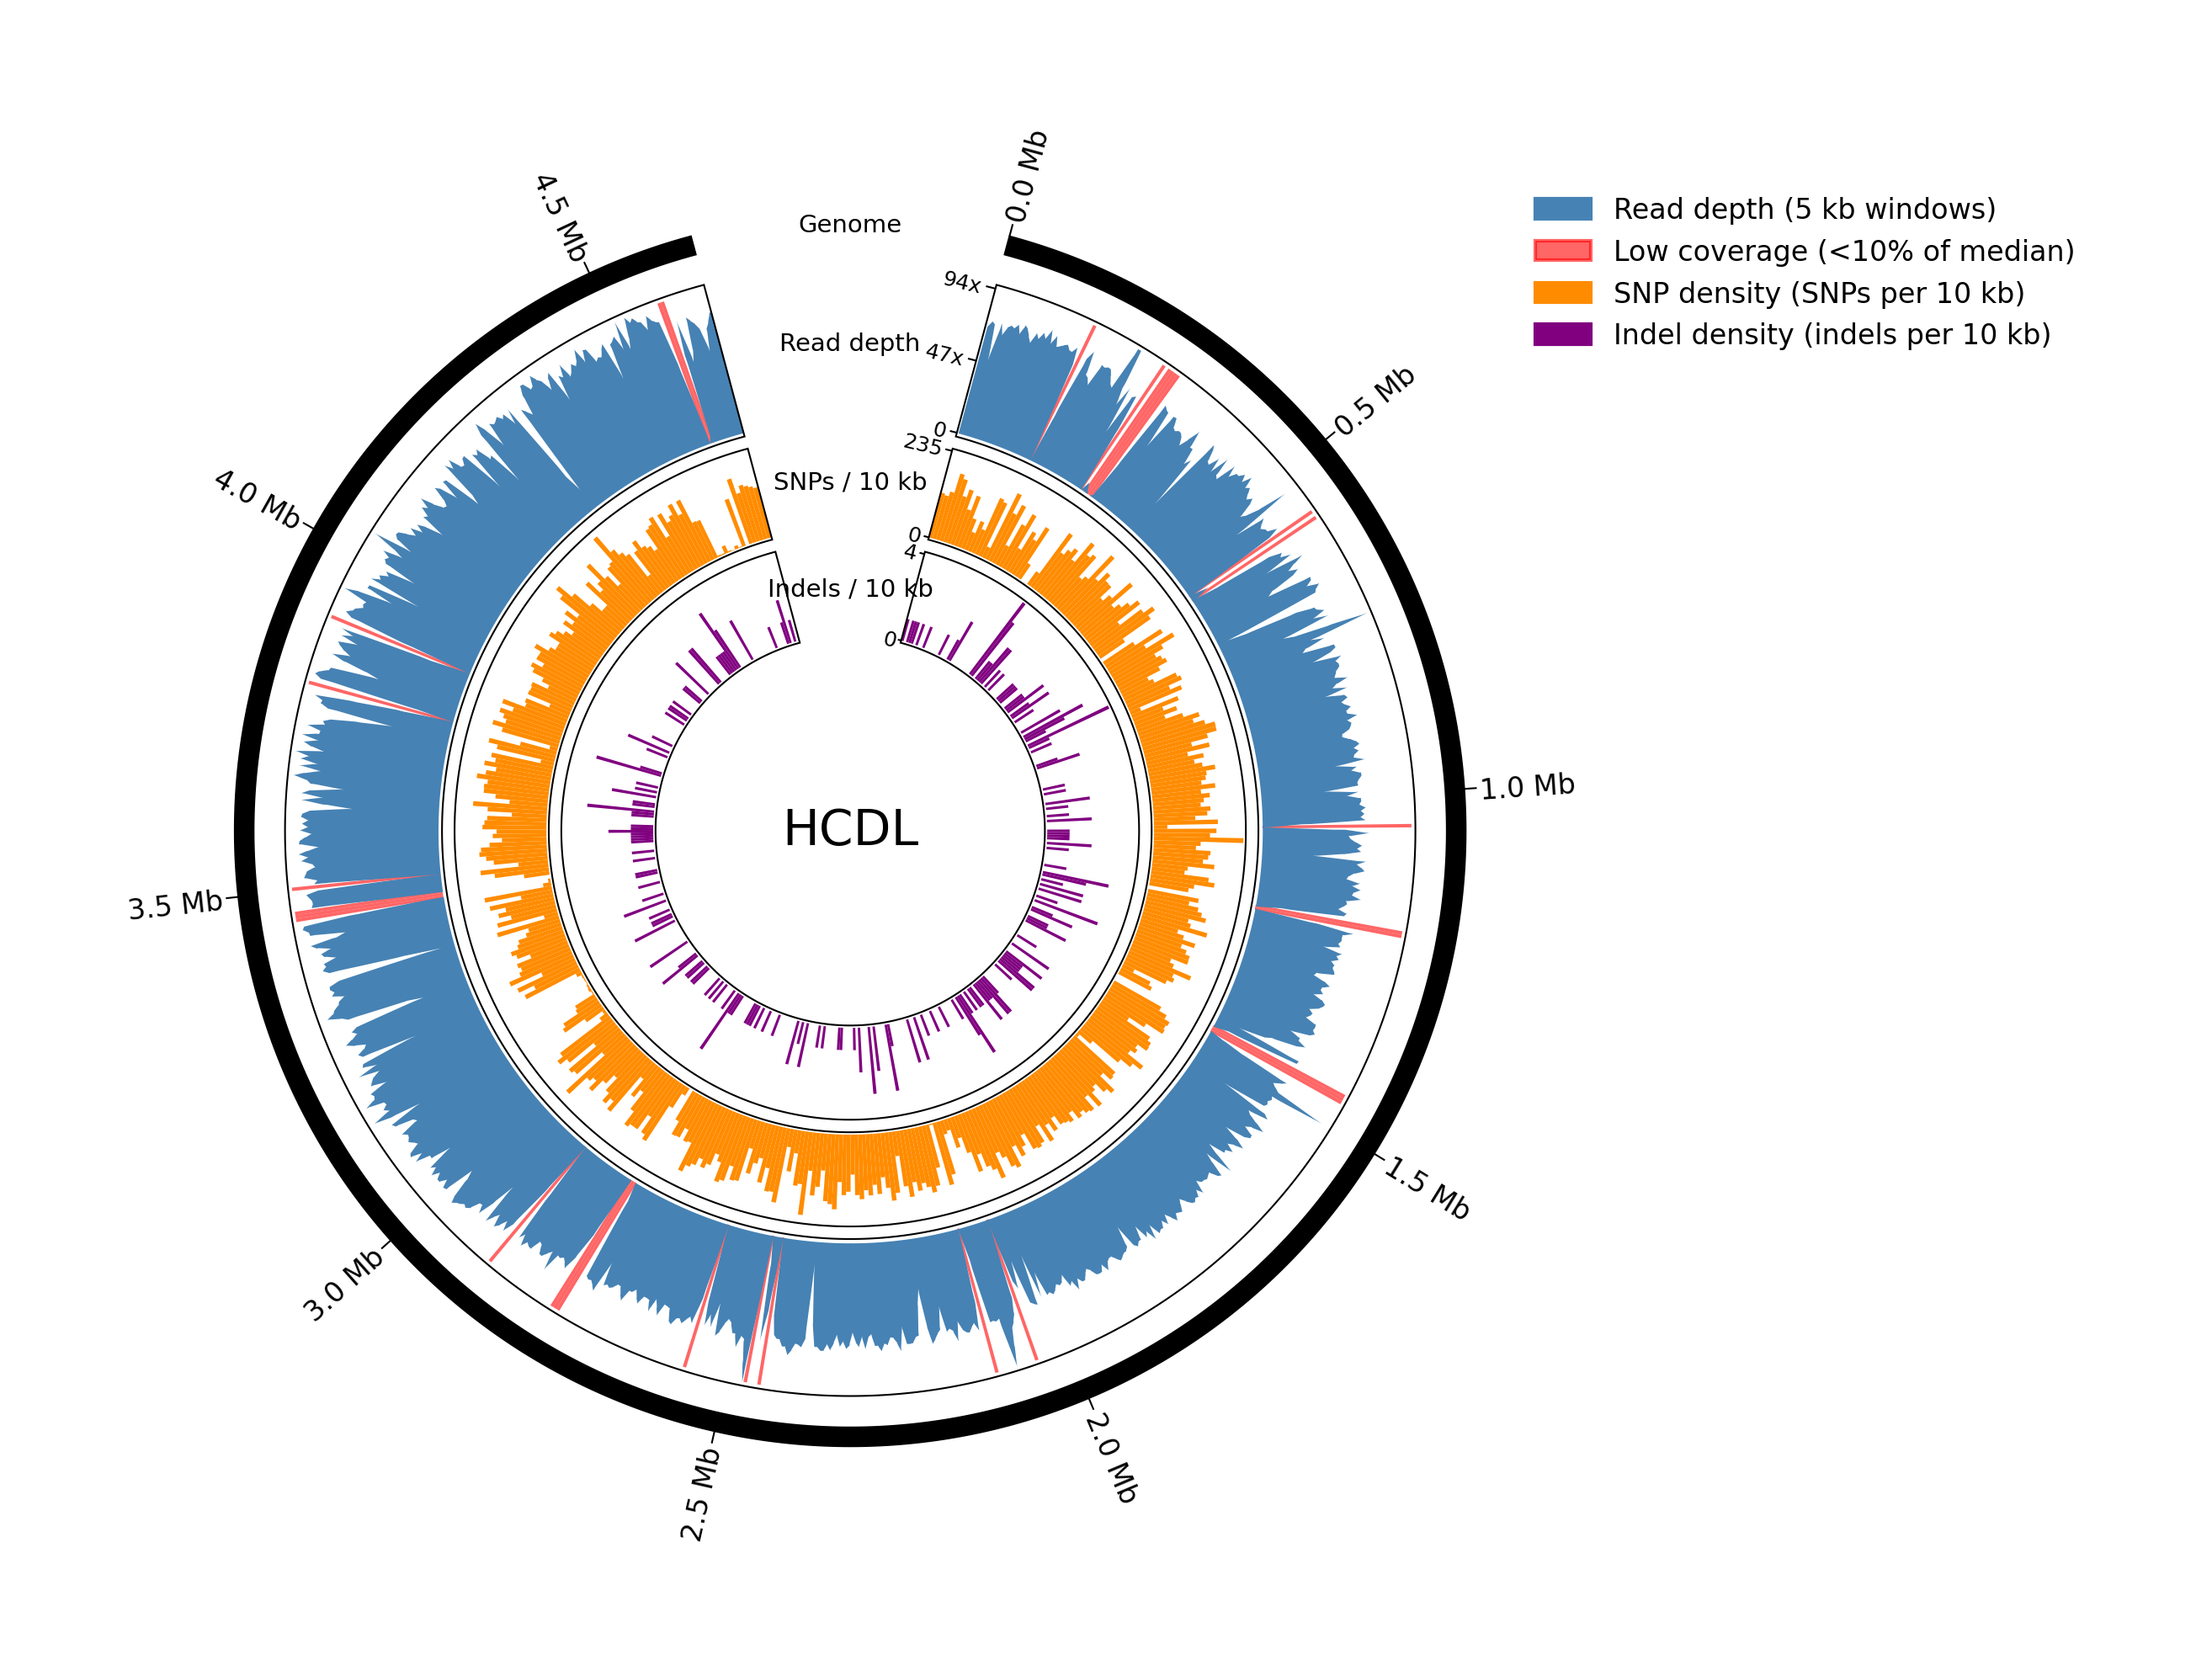 0.0 Mb
0.5 Mb
1.0 Mb
1.5 Mb
2.0 Mb
2.5 Mb
3.0 Mb
3.5 Mb
4.0 Mb
4.5 Mb
Genome
94x
Read depth
47x
0
235
SNPs / 10 kb
0
4
Indels / 10 kb
0
HCDL
Read depth (5 kb windows)
Low coverage (<10% of median)
SNP density (SNPs per 10 kb)
Indel density (indels per 10 kb)